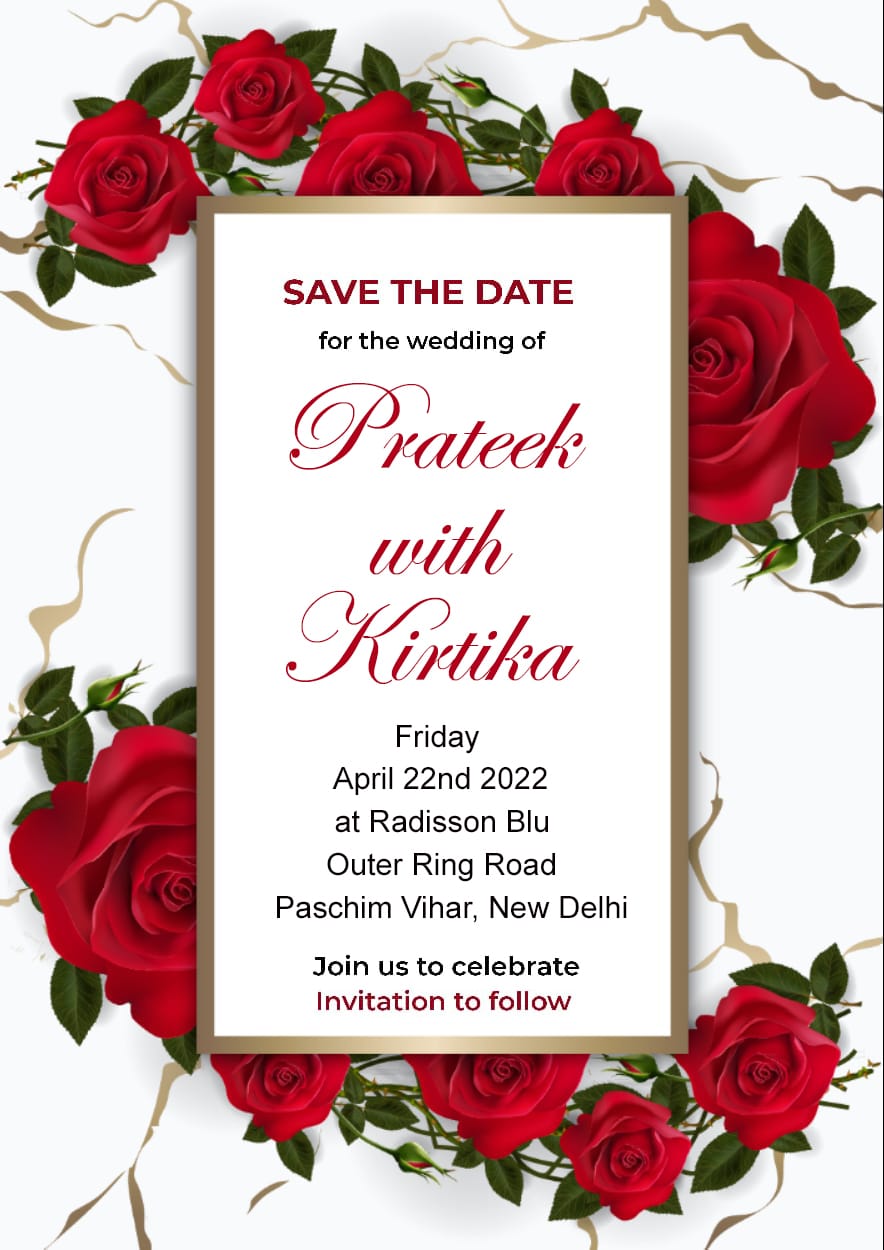 SAVE THE DATE
for the wedding of
Prateek
with
Kirtika
Friday
April 22nd 2022
at Radisson Blu
Outer Ring Road
Paschim Vihar, New Delhi
Join us to celebrate
Invitation to follow